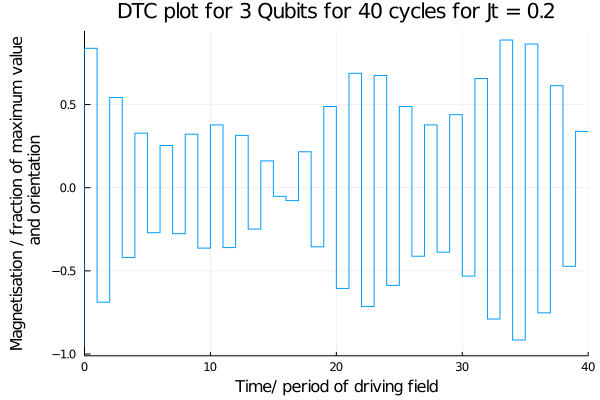 DTC plot for 3 Qubits for 40 cycles for Jt = 0.2
Magnetisation / fraction of maximum value
and orientation
0.5
0.0
−0.5
−1.0
0 10 20 30 40
Time/ period of driving field